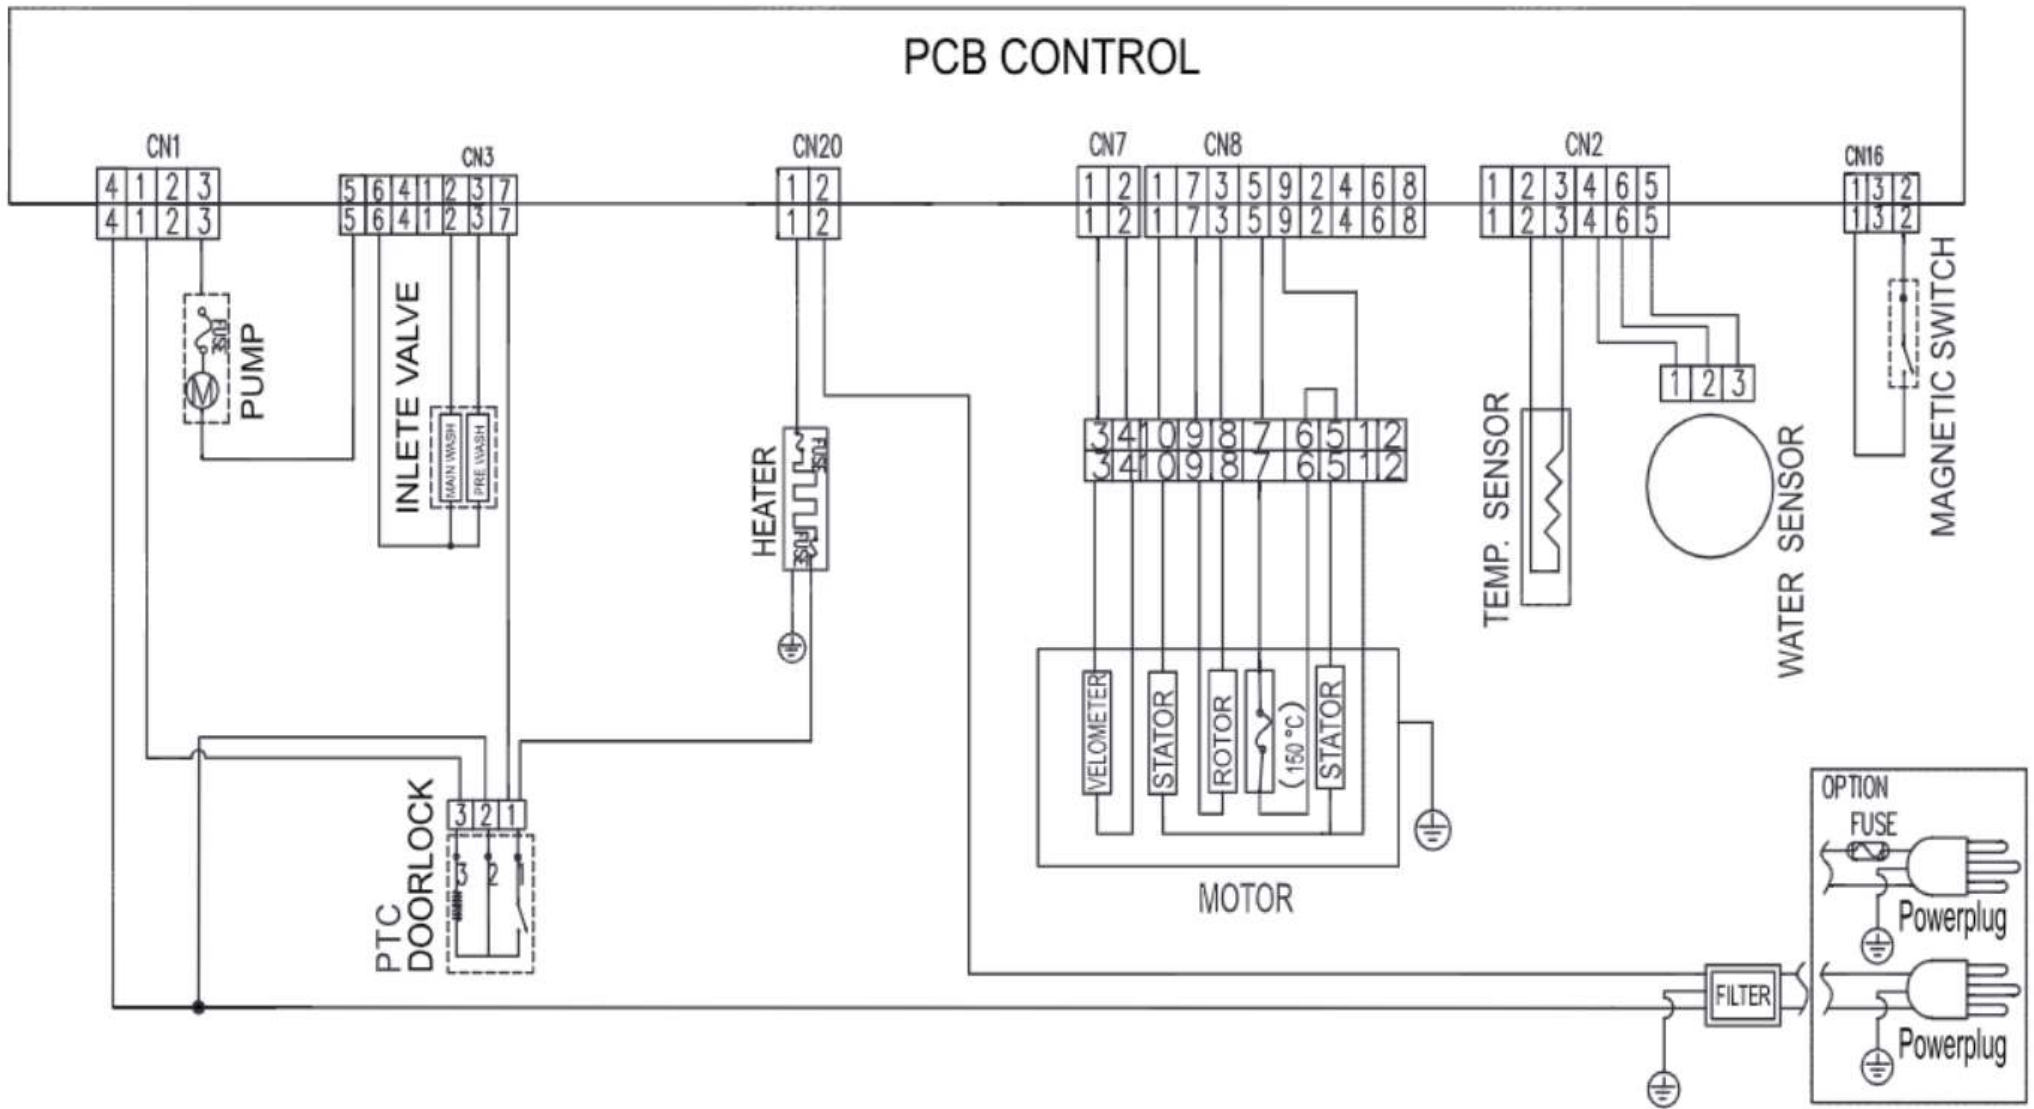 PCB CONTROL
CN1
CN3
CN20
CN7
CN8
CN2
CN16
4 1 2 3
4 1 2 3
5 6 4 1 2 3 7
5 6 4 1 2 3 7
1 2
1 2
1 2
1 2
1 7 3 5 9 2 4 6 8
1 7 3 5 9 2 4 6 8
1 2 3 4 6 5
1 2 3 4 6 5
1 3 2
1 3 2
FUSE
M
PUMP
INLETE VALVE
MAIN WASH
PRE WASH
HEATER
FUSE
FUSE
3 4 10 9 8 7 6 5 1 2
3 4 10 9 8 7 6 5 1 2
TEMP. SENSOR
1 2 3
WATER SENSOR
MAGNETIC SWITCH
VELOMETER
STATOR
ROTOR
(150°C)
STATOR
MOTOR
PTC
DOORLOCK
3 2 1
3 2 1
OPTION
FUSE
Powerplug
FILTER
Powerplug